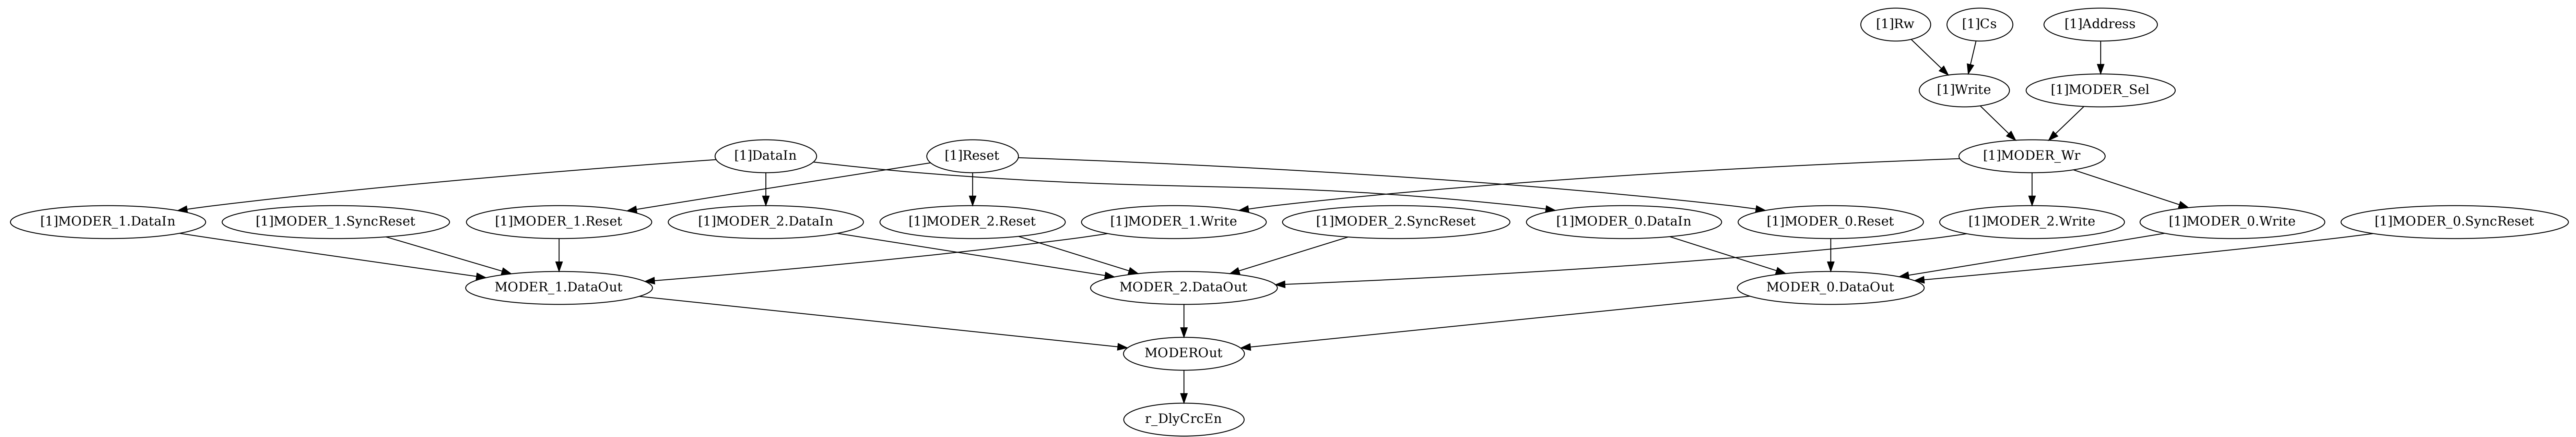 [1]Rw
[1]Cs
[1]Address
[1]Write
[1]MODER_Sel
[1]DataIn
[1]Reset
[1]MODER_Wr
[1]MODER_1.DataIn
[1]MODER_1.SyncReset
[1]MODER_1.Reset
[1]MODER_2.DataIn
[1]MODER_2.Reset
[1]MODER_1.Write
[1]MODER_2.SyncReset
[1]MODER_0.DataIn
[1]MODER_0.Reset
[1]MODER_2.Write
[1]MODER_0.Write
[1]MODER_0.SyncReset
MODER_1.DataOut
MODER_2.DataOut
MODER_0.DataOut
MODEROut
r_DlyCrcEn